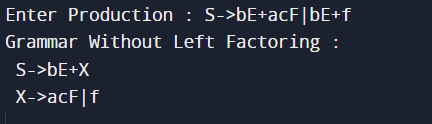 Enter Production : S->bE+acF|bE+f
Grammar Without Left Factoring :
S->bE+X
X->acF|f